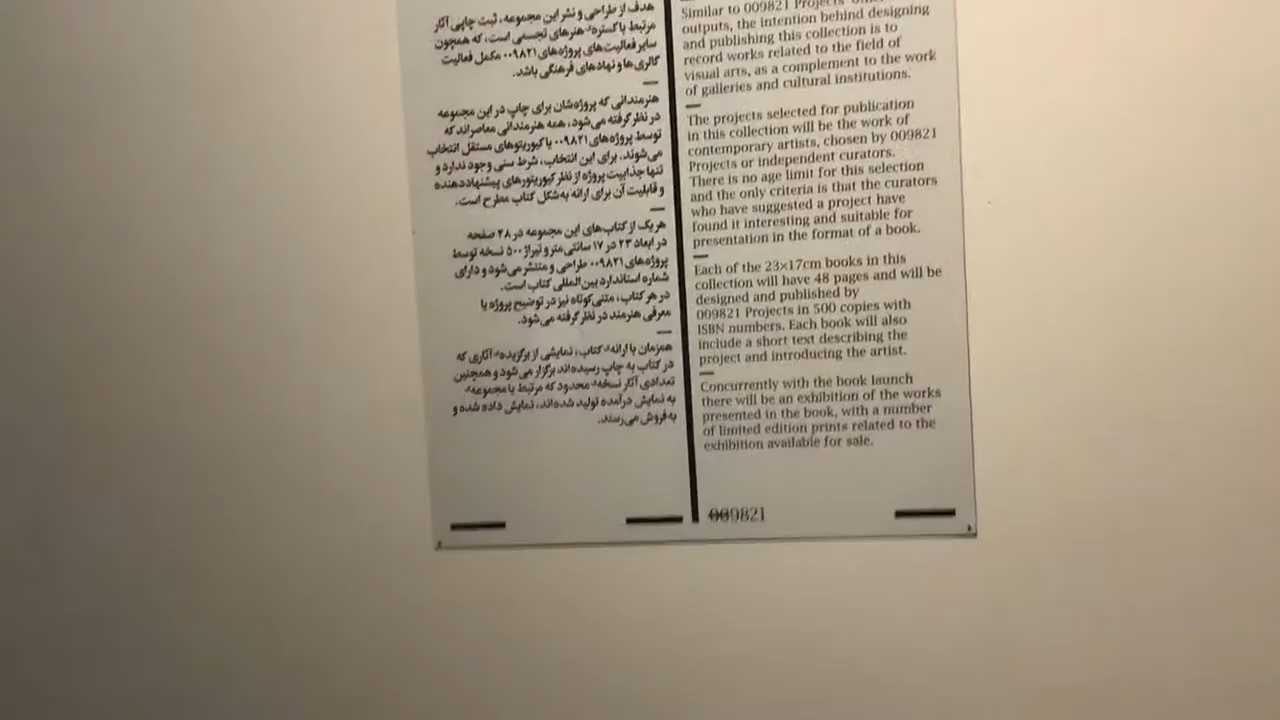 هدف از طراحی و نشر این مجموعه، ثبت چاپی آثار
مرتبط با گستره‌ٔ هنرهای تجسمی است، که همچون
سایر فعالیت‌های پروژه‌های ۰۰۹۸۲۱ مکمل فعالیت
گالری‌ها و نهادهای فرهنگی باشد.
—
هنرمندانی که پروژه‌شان برای چاپ در این مجموعه
در نظر گرفته می‌شود، همه هنرمندانی معاصراند که
توسط پروژه‌های ۰۰۹۸۲۱ یا کیوریتورهای مستقل انتخاب
می‌شوند. برای این انتخاب، شرط سنی وجود ندارد و
تنها جذابیت پروژه از نظر کیوریتورهای پیشنهاددهنده
و قابلیت آن برای ارائه به‌شکل کتاب مطرح است.
—
هر یک از کتاب‌های این مجموعه در ۴۸ صفحه
در ابعاد ۲۳ در ۱۷ سانتی‌متر و تیراژ ۵۰۰ نسخه توسط
پروژه‌های ۰۰۹۸۲۱ طراحی و منتشر می‌شود و دارای
شماره استاندارد بین‌المللی کتاب است.
در هر کتاب، متنی کوتاه نیز در توضیح پروژه یا
معرفی هنرمند در نظر گرفته می‌شود.
—
همزمان با ارائه‌ٔ کتاب، نمایشی از برگزیده‌ٔ آثاری که
در کتاب به چاپ رسیده‌اند برگزار می‌شود و همچنین
تعدادی آثار نسخه‌ٔ محدود که مرتبط با مجموعه‌ٔ
به نمایش درآمده تولید شده‌اند، نمایش داده شده و
به فروش می‌رسند.
Similar to 009821 Projects' other
outputs, the intention behind designing
and publishing this collection is to
record works related to the field of
visual arts, as a complement to the work
of galleries and cultural institutions.
—
The projects selected for publication
in this collection will be the work of
contemporary artists, chosen by 009821
Projects or independent curators.
There is no age limit for this selection
and the only criteria is that the curators
who have suggested a project have
found it interesting and suitable for
presentation in the format of a book.
—
Each of the 23×17cm books in this
collection will have 48 pages and will be
designed and published by
009821 Projects in 500 copies with
ISBN numbers. Each book will also
include a short text describing the
project and introducing the artist.
—
Concurrently with the book launch
there will be an exhibition of the works
presented in the book, with a number
of limited edition prints related to the
exhibition available for sale.
009821